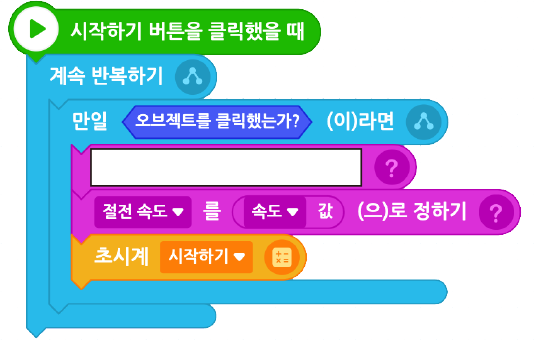 시작하기 버튼을 클릭했을 때
계속 반복하기
만일 오브젝트를 클릭했는가? (이)라면
?
절전 속도 ▼ 를 속도 ▼ 값 (으)로 정하기 ?
초시계 시작하기 ▼